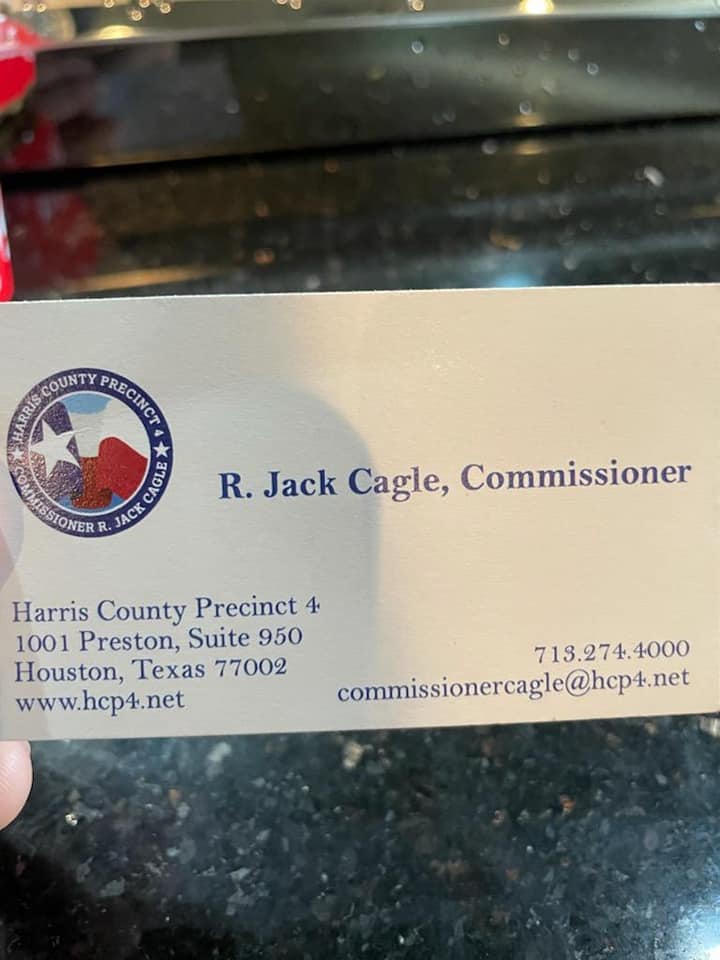 HARRIS COUNTY PRECINCT 4
COMMISSIONER R. JACK CAGLE
R. Jack Cagle, Commissioner
Harris County Precinct 4
1001 Preston, Suite 950
Houston, Texas 77002
www.hcp4.net
713.274.4000
commissionercagle@hcp4.net